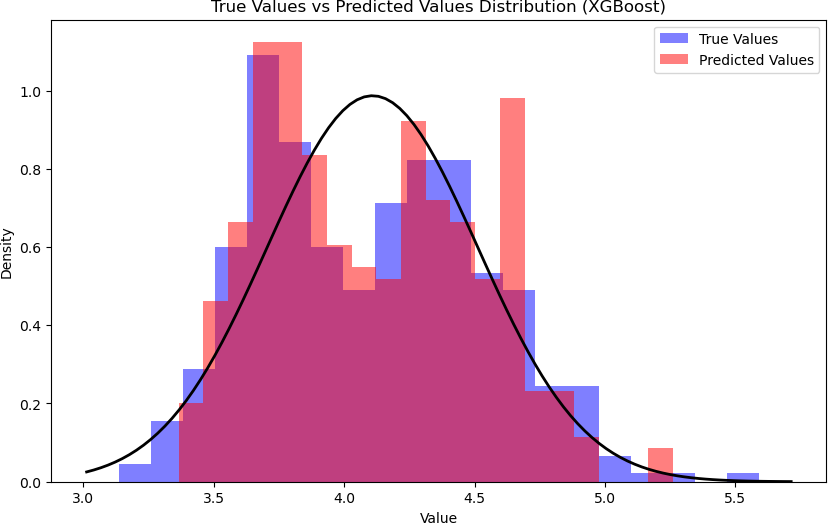 True Values vs Predicted Values Distribution (XGBoost)
True Values
Predicted Values
1.0
0.8
0.6
0.4
0.2
0.0
Density
3.0 3.5 4.0 4.5 5.0 5.5
Value